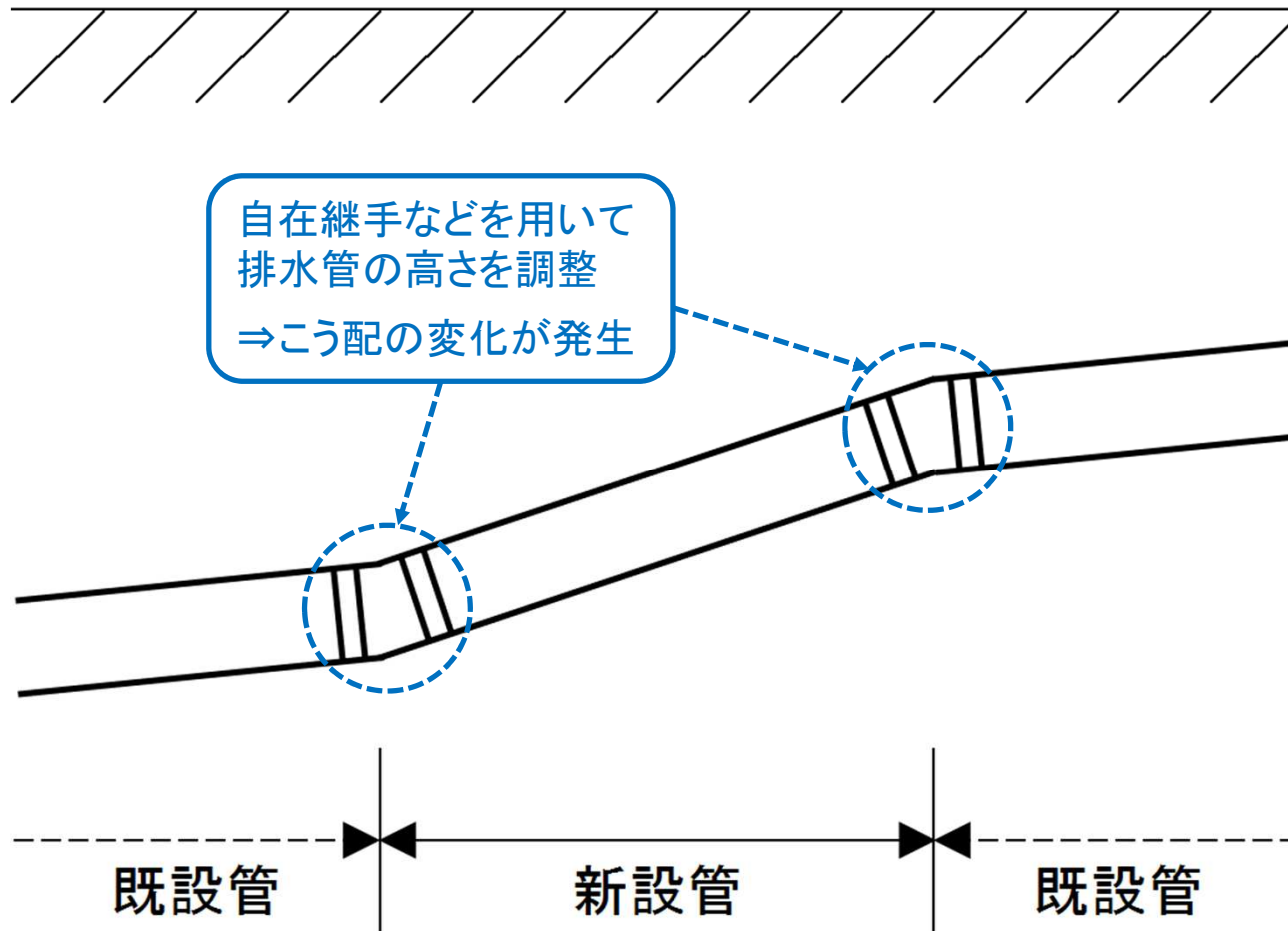 自在継手などを用いて
排水管の高さを調整
⇒こう配の変化が発生
既設管
新設管
既設管